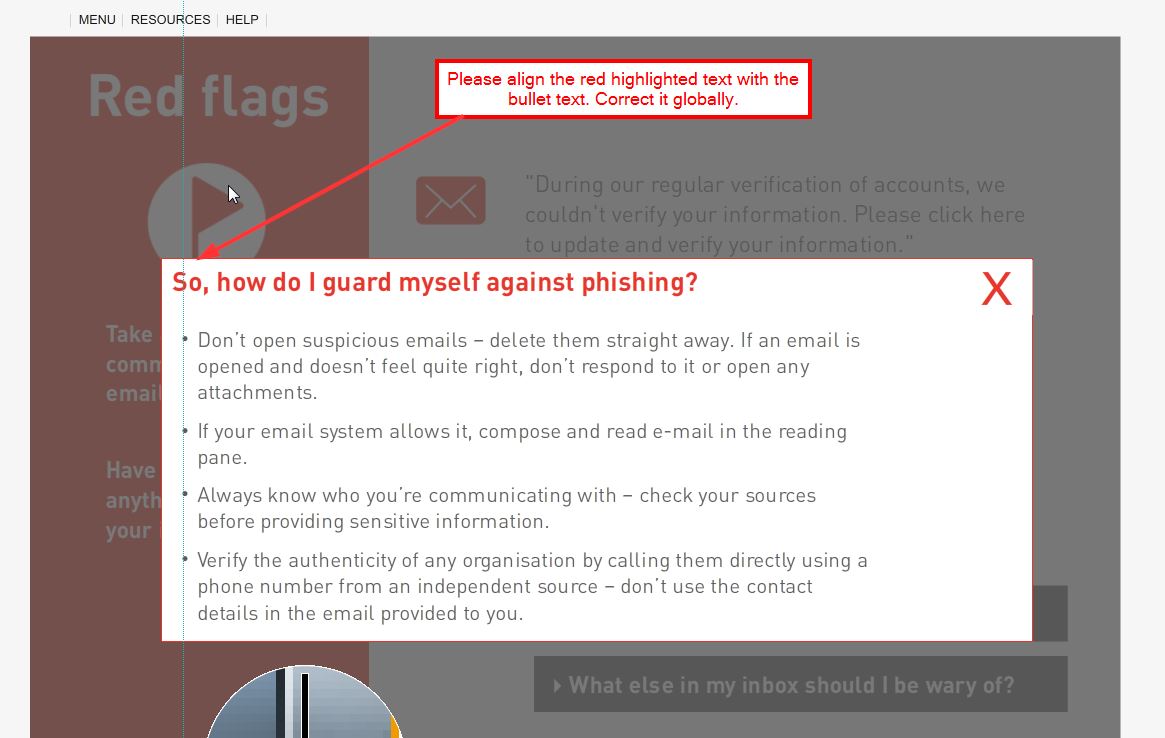 MENU RESOURCES HELP
Red flags
Please align the red highlighted text with the
bullet text. Correct it globally.
"During our regular verification of accounts, we
couldn't verify your information. Please click here
to update and verify your information."
So, how do I guard myself against phishing?
X
Take
comm
email
Have
anyth
your i
• Don’t open suspicious emails – delete them straight away. If an email is
opened and doesn’t feel quite right, don’t respond to it or open any
attachments.
• If your email system allows it, compose and read e-mail in the reading
pane.
• Always know who you’re communicating with – check your sources
before providing sensitive information.
• Verify the authenticity of any organisation by calling them directly using a
phone number from an independent source – don’t use the contact
details in the email provided to you.
What else in my inbox should I be wary of?